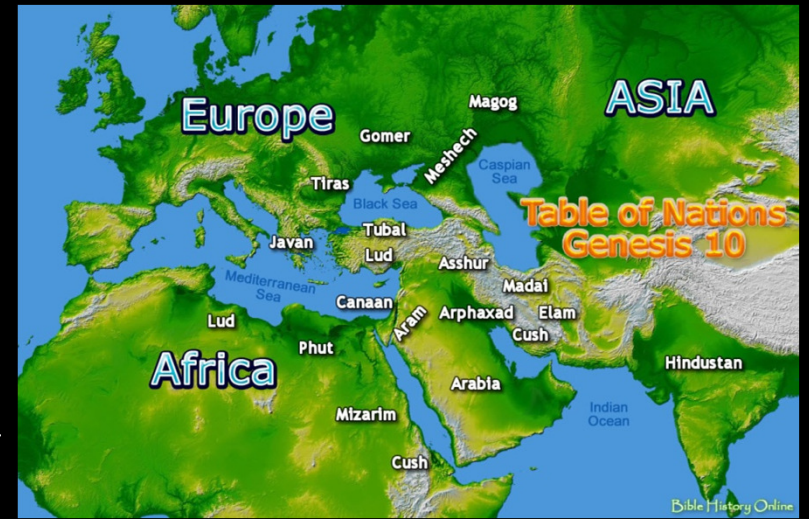 Europe
ASIA
Magog
Gomer
Meshech
Caspian
Sea
Tiras
Black Sea
Table of Nations
Genesis 10
Javan
Tubal
Lud
Asshur
Mediterranean
Sea
Madai
Canaan
Aram
Arphaxad
Elam
Lud
Cush
Phut
Africa
Hindustan
Arabia
Mizarim
Indian
Ocean
Cush
Bible History Online